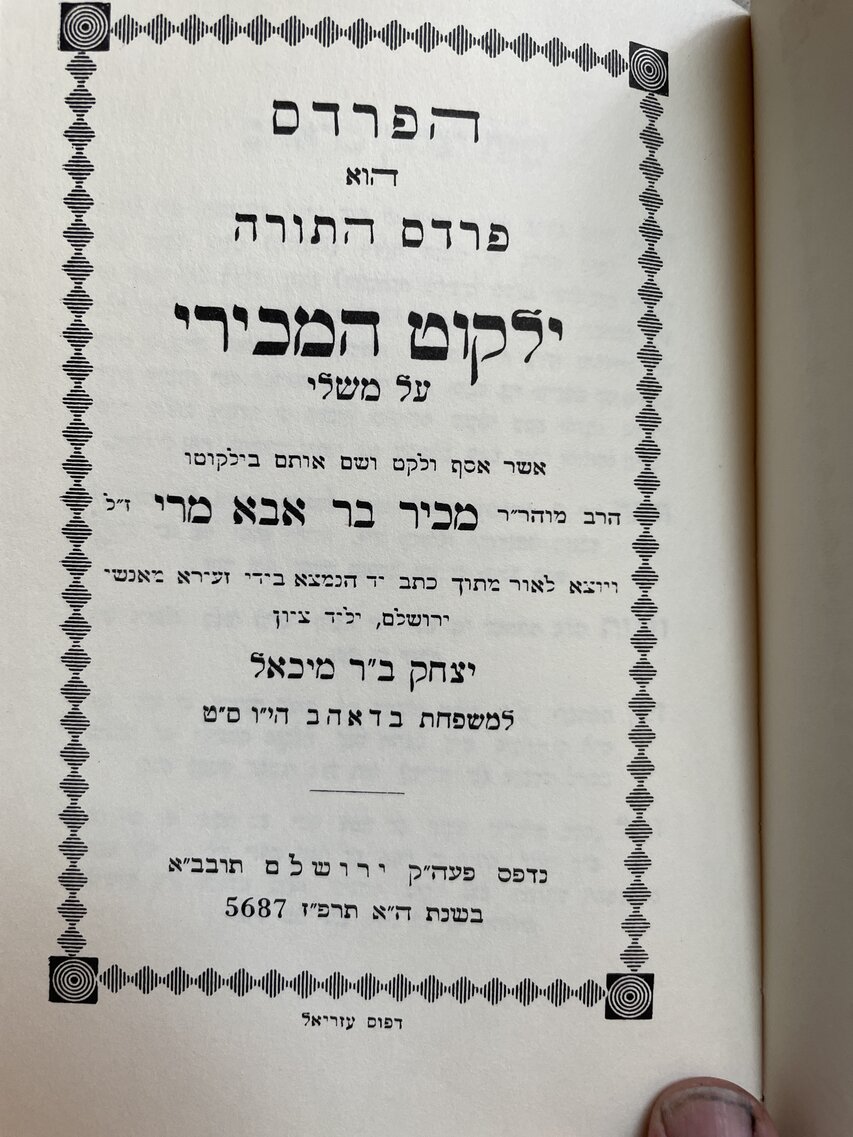 הפרדס
הוא
פרדס התורה
ילקוט המכירי
על משלי
אשר אסף ולקט ושם אותם בילקוטו
הרב מוהר״ר מכיר בר אבא מרי ז״ל
ויוצא לאור מתוך כתב יד הנמצא בידי זעירא מאנשי
ירושלם, יליד ציון
יצחק ב״ר מיכאל
למשפחת בדאהב הי״ו ס״ט
נדפס פעה״ק ירושלם תובב״א
בשנת ה״א תרפ״ז 5687
דפוס עזריאל